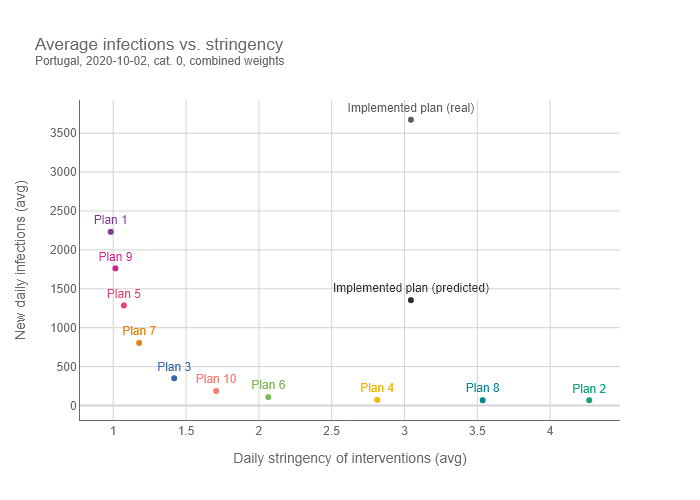 Average infections vs. stringency
Portugal, 2020-10-02, cat. 0, combined weights
Implemented plan (real)
3500
3000
2500
Plan 1
2000
Plan 9
1500
Plan 5
Implemented plan (predicted)
1000
Plan 7
500
Plan 3
Plan 10
Plan 6
Plan 4
Plan 8
Plan 2
0
1
1.5
2
2.5
3
3.5
4
New daily infections (avg)
Daily stringency of interventions (avg)